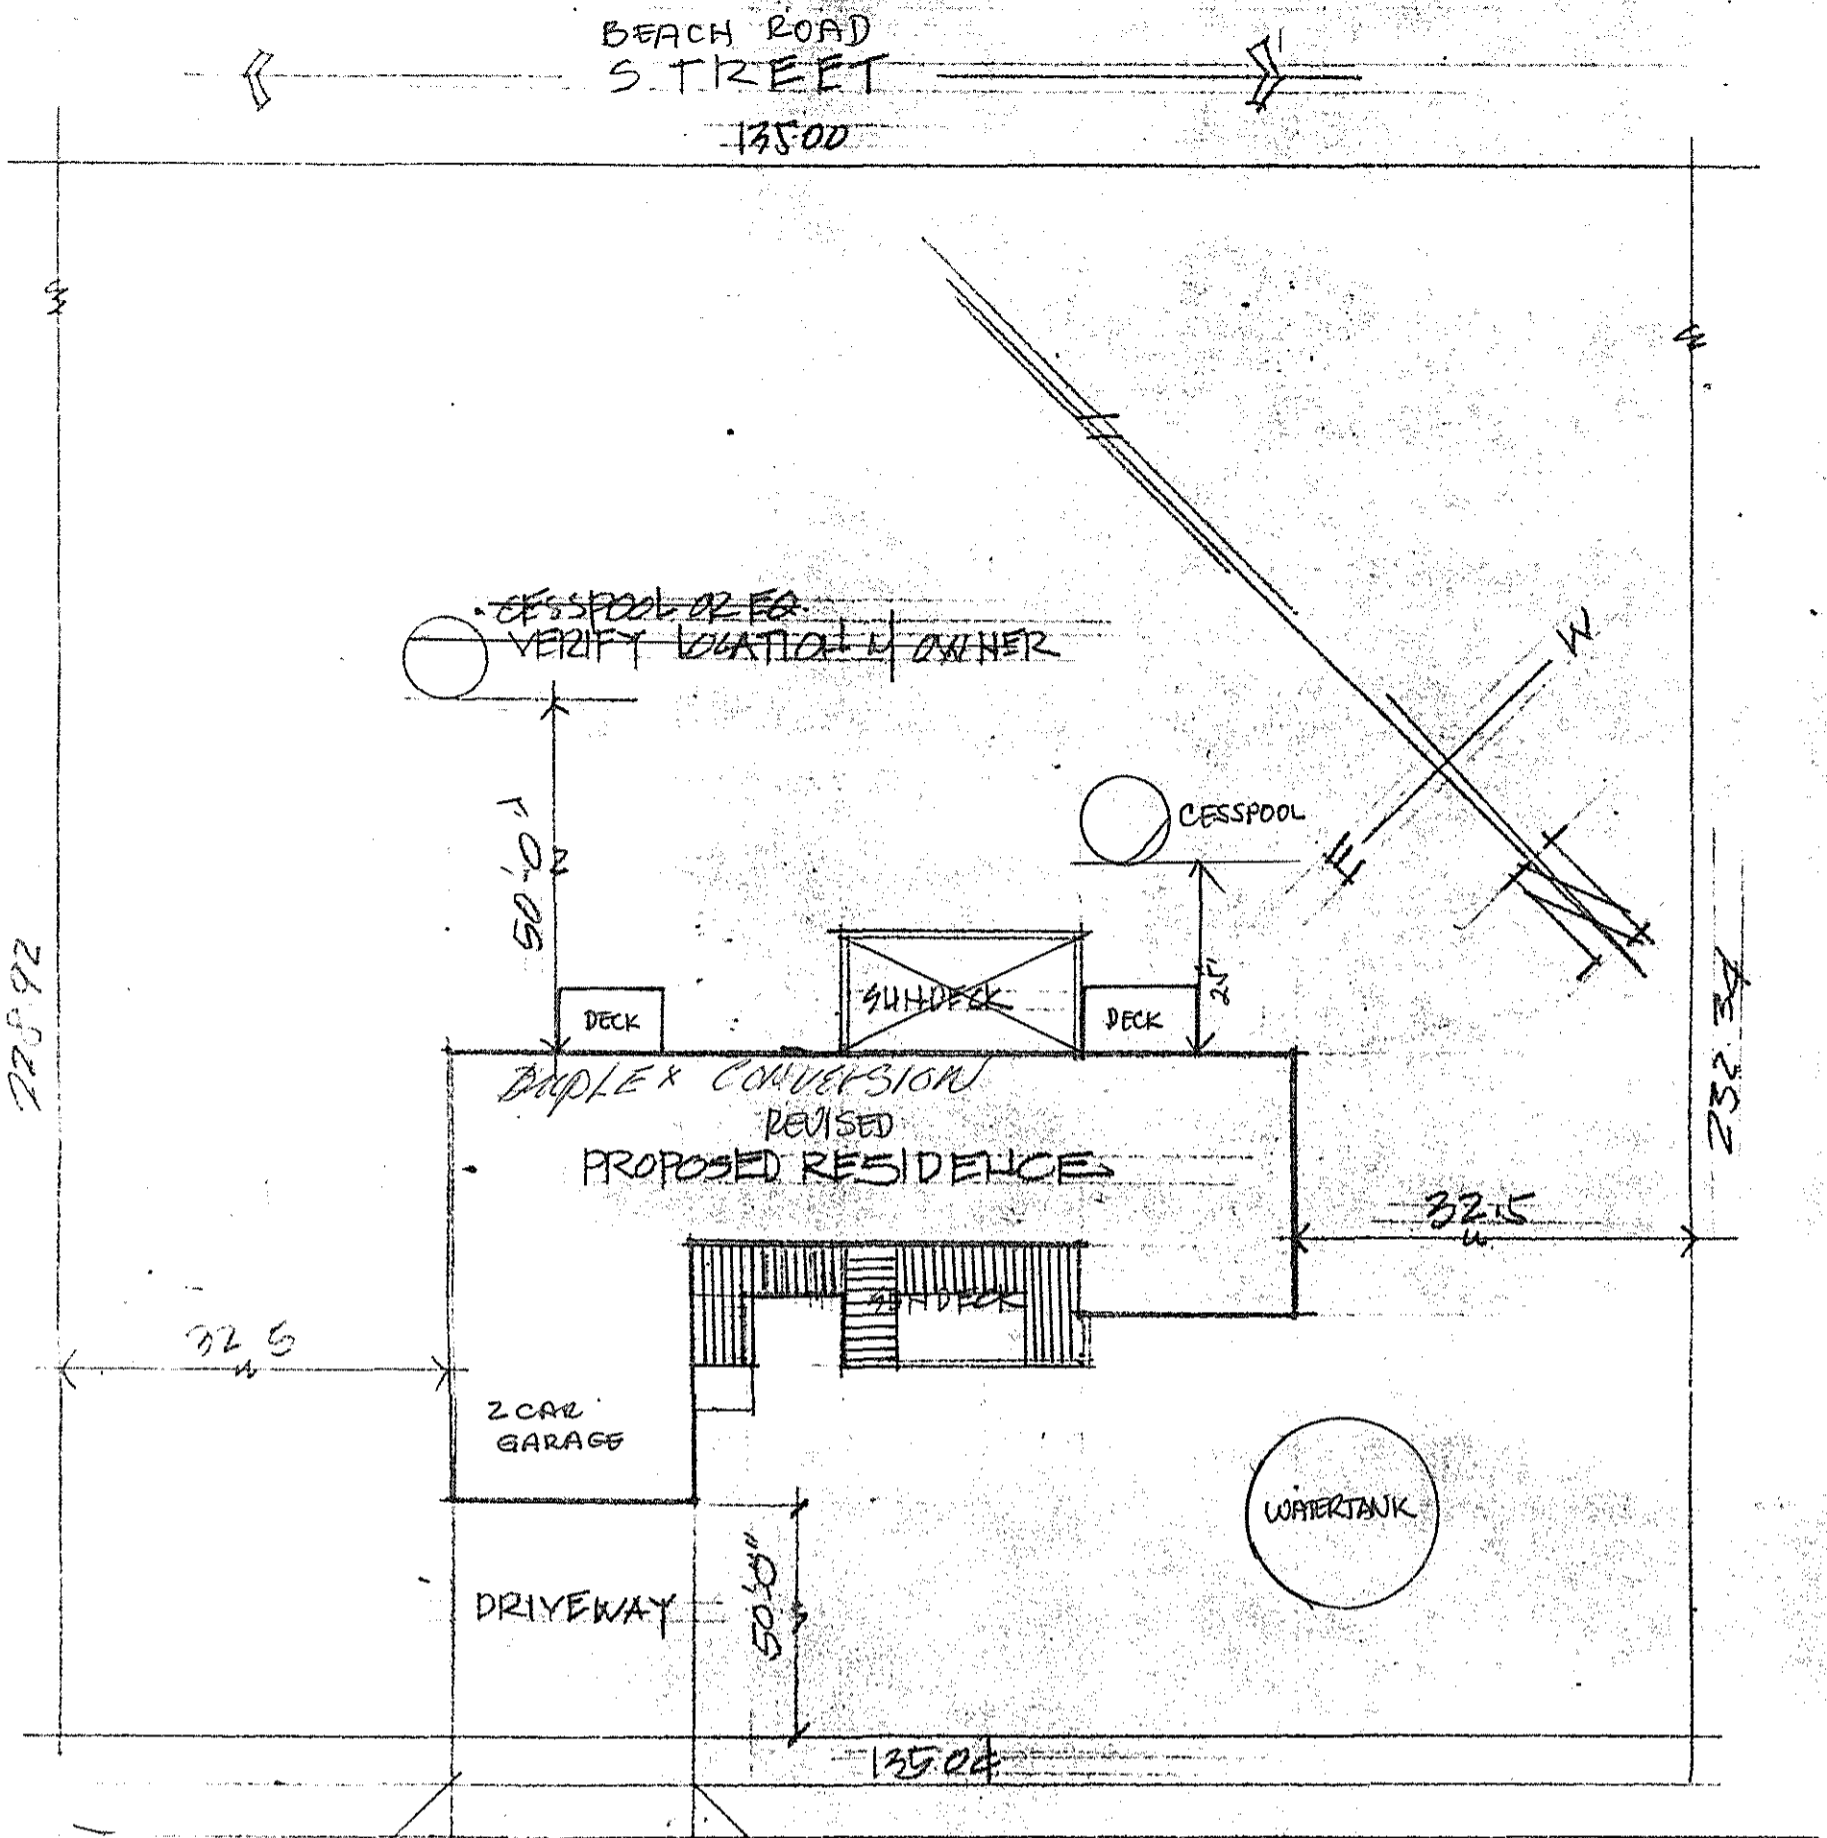 BEACH ROAD
STREET
135.00
CESSPOOL OR EQ.
VERIFY LOCATION W/ OWNER
W
E
50'-0"
CESSPOOL
25'
SUNDECK
DECK
DECK
228.92
232.34
DUPLEX CONVERSION
REVISED
PROPOSED RESIDENCE
32.5
SUNDECK
32.5
2 CAR
GARAGE
WATERTANK
DRIVEWAY
50'-0"
135.04